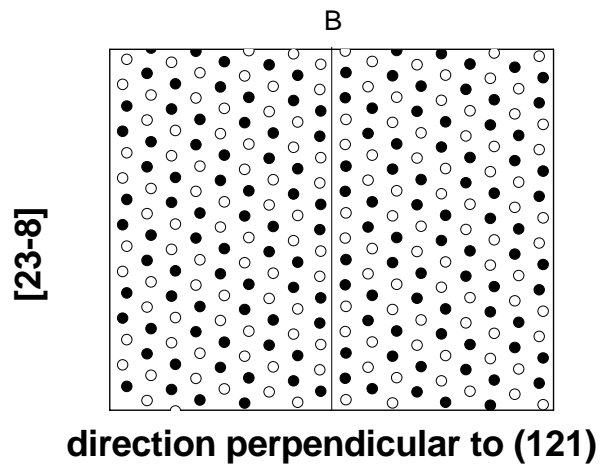 B
[23-8]
direction perpendicular to (121)